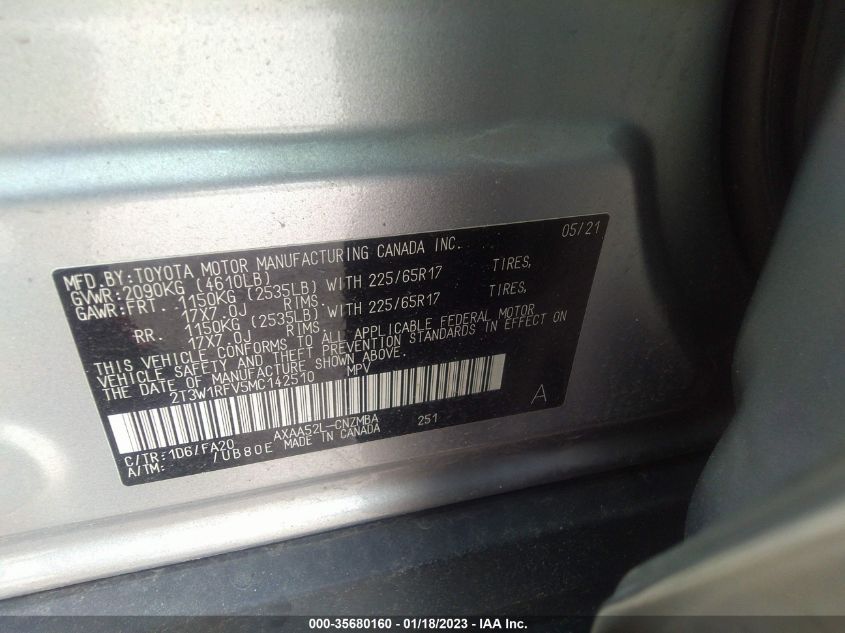 MFD.BY:TOYOTA MOTOR MANUFACTURING CANADA INC. 05/21
GVWR:2090KG (4610LB)
GAWR:FRT. 1150KG (2535LB) WITH 225/65R17 TIRES,
17X7.0J RIMS.
RR. 1150KG (2535LB) WITH 225/65R17 TIRES,
17X7.0J RIMS.
THIS VEHICLE CONFORMS TO ALL APPLICABLE FEDERAL MOTOR
VEHICLE SAFETY AND THEFT PREVENTION STANDARDS IN EFFECT ON
THE DATE OF MANUFACTURE SHOWN ABOVE.
2T3W1RFV5MC142510 MPV
A
C/TR:1D6/FA20 AXAA52L-CNZMBA 251
A/TM: /UB80E MADE IN CANADA
000-35680160 - 01/18/2023 - © IAA Inc.